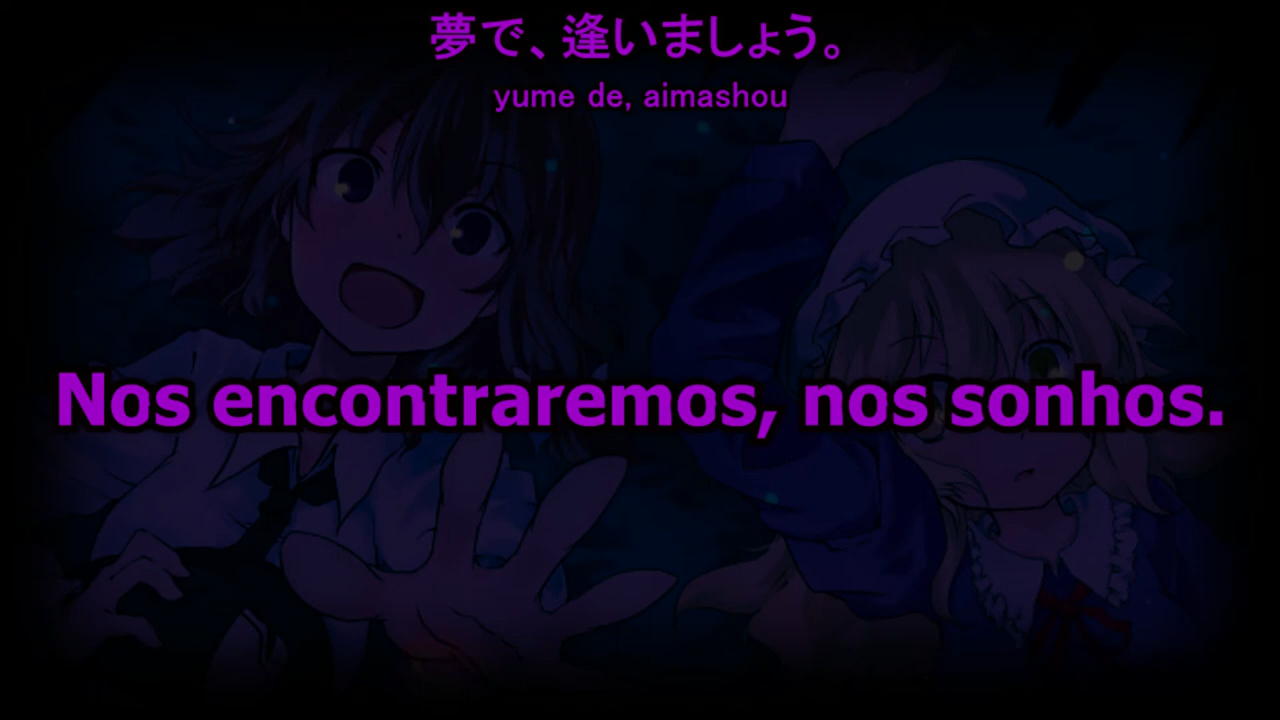 夢で、逢いましょう。
yume de, aimashou
Nos encontraremos, nos sonhos.